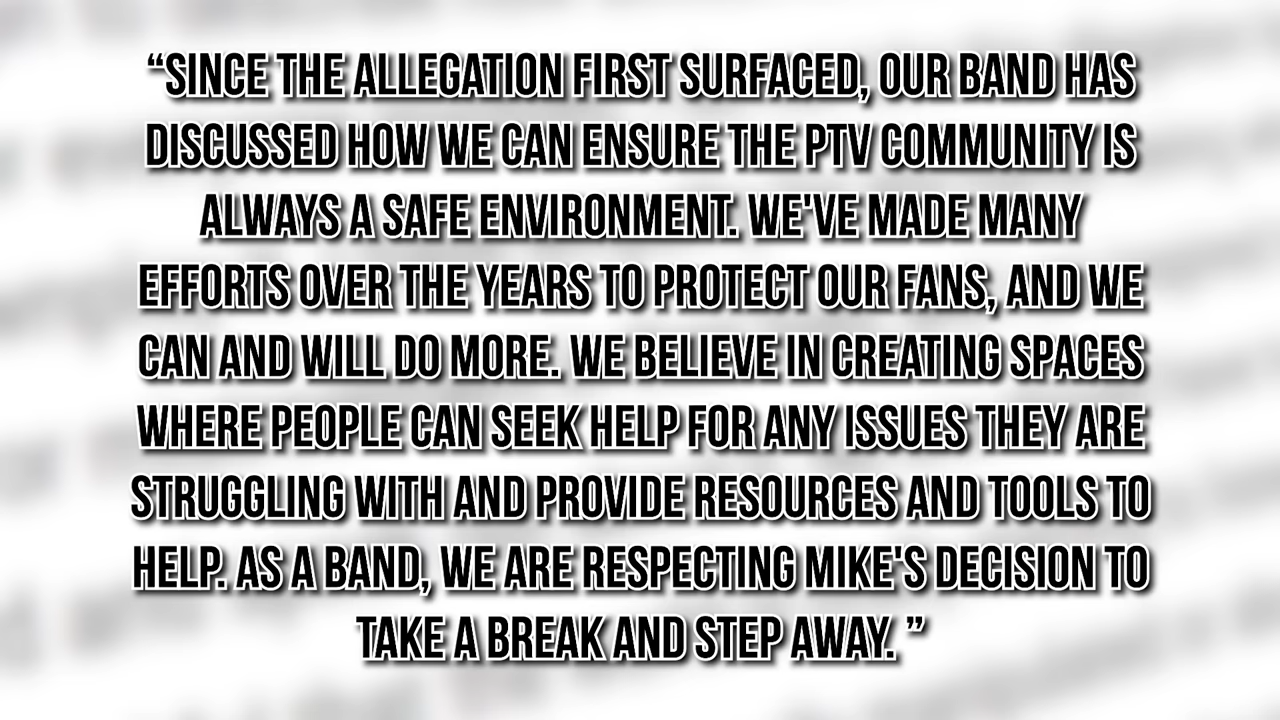 “SINCE THE ALLEGATION FIRST SURFACED, OUR BAND HAS
DISCUSSED HOW WE CAN ENSURE THE PTV COMMUNITY IS
ALWAYS A SAFE ENVIRONMENT. WE'VE MADE MANY
EFFORTS OVER THE YEARS TO PROTECT OUR FANS, AND WE
CAN AND WILL DO MORE. WE BELIEVE IN CREATING SPACES
WHERE PEOPLE CAN SEEK HELP FOR ANY ISSUES THEY ARE
STRUGGLING WITH AND PROVIDE RESOURCES AND TOOLS TO
HELP. AS A BAND, WE ARE RESPECTING MIKE'S DECISION TO
TAKE A BREAK AND STEP AWAY. ”